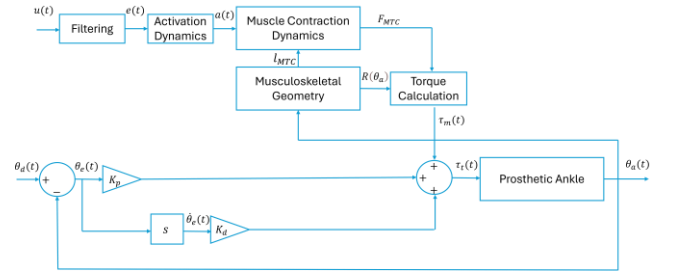 u(t)
Filtering
e(t)
Activation
Dynamics
a(t)
Muscle Contraction
Dynamics
F_MTC
l_MTC
Musculoskeletal
Geometry
R(θ_a)
Torque
Calculation
τ_m(t)
θ_d(t)
+
−
θ_e(t)
K_p
+
+
+
τ_t(t)
Prosthetic Ankle
θ_a(t)
s
θ̇_e(t)
K_d